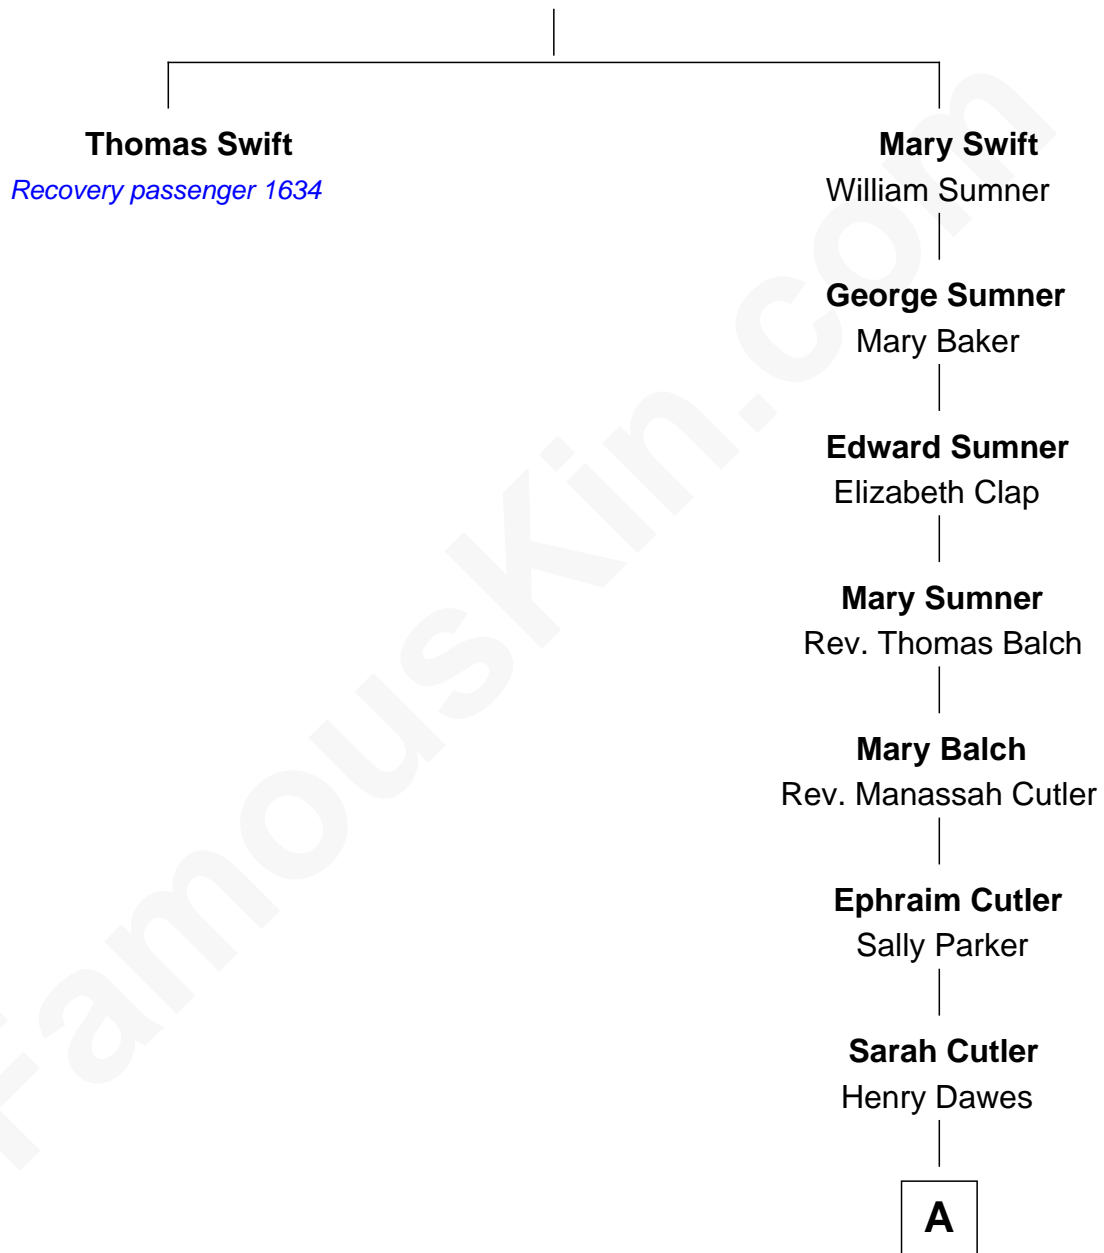 Thomas Swift
Recovery passenger 1634
Mary Swift
William Sumner
George Sumner
Mary Baker
Edward Sumner
Elizabeth Clap
Mary Sumner
Rev. Thomas Balch
Mary Balch
Rev. Manassah Cutler
Ephraim Cutler
Sally Parker
Sarah Cutler
Henry Dawes
A
FamousKin.com